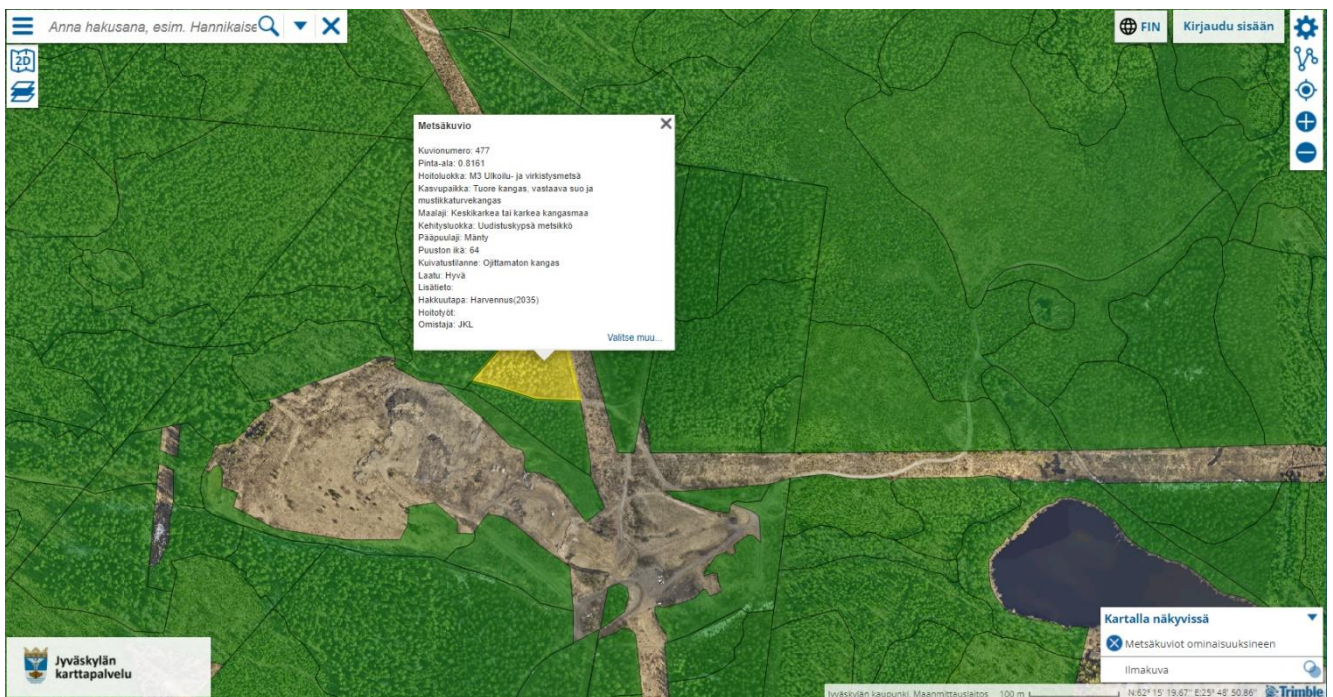 Anna hakusana, esim. Hannikaise
FIN
Kirjaudu sisään
2D
Metsäkuvio
Kuvionumero: 477
Pinta-ala: 0.8161
Hoitoluokka: M3 Ulkoilu- ja virkistysmetsä
Kasvupaikka: Tuore kangas, vastaava suo ja
mustikkaturvekangas
Maalaji: Keskikarkea tai karkea kangasmaa
Kehitysluokka: Uudistuskypsä metsikkö
Pääpuulaji: Mänty
Puuston ikä: 64
Kuivatustilanne: Ojittamaton kangas
Laatu: Hyvä
Lisätieto:
Hakkuutapa: Harvennus(2035)
Hoitotyöt:
Omistaja: JKL
Valitse muu...
Kartalla näkyvissä
Metsäkuviot ominaisuuksineen
Ilmakuva
Jyväskylän
karttapalvelu
Jyväskylän kaupunki, Maanmittauslaitos 100 m N:62° 15' 19.67" E:25° 48' 50.86" Trimble